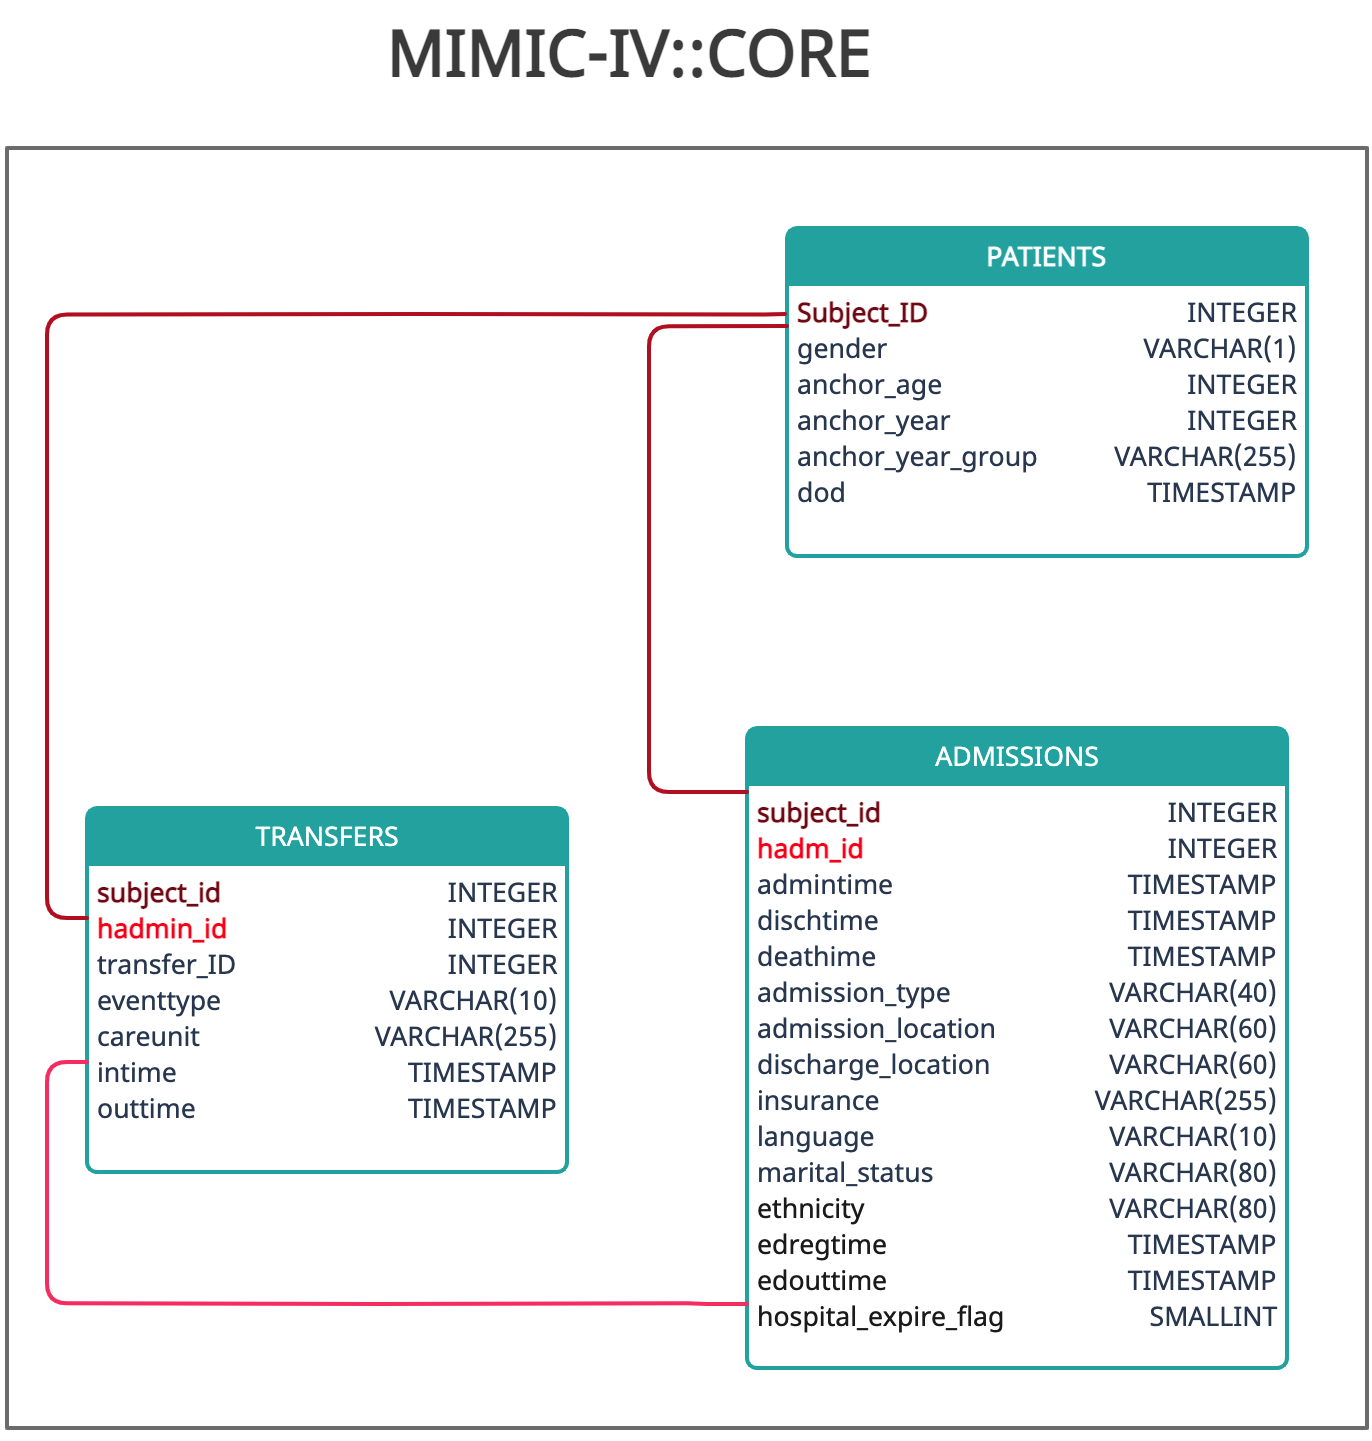 MIMIC-IV::CORE
PATIENTS
Subject_ID INTEGER
gender VARCHAR(1)
anchor_age INTEGER
anchor_year INTEGER
anchor_year_group VARCHAR(255)
dod TIMESTAMP
TRANSFERS
subject_id INTEGER
hadmin_id INTEGER
transfer_ID INTEGER
eventtype VARCHAR(10)
careunit VARCHAR(255)
intime TIMESTAMP
outtime TIMESTAMP
ADMISSIONS
subject_id INTEGER
hadm_id INTEGER
admintime TIMESTAMP
dischtime TIMESTAMP
deathime TIMESTAMP
admission_type VARCHAR(40)
admission_location VARCHAR(60)
discharge_location VARCHAR(60)
insurance VARCHAR(255)
language VARCHAR(10)
marital_status VARCHAR(80)
ethnicity VARCHAR(80)
edregtime TIMESTAMP
edouttime TIMESTAMP
hospital_expire_flag SMALLINT